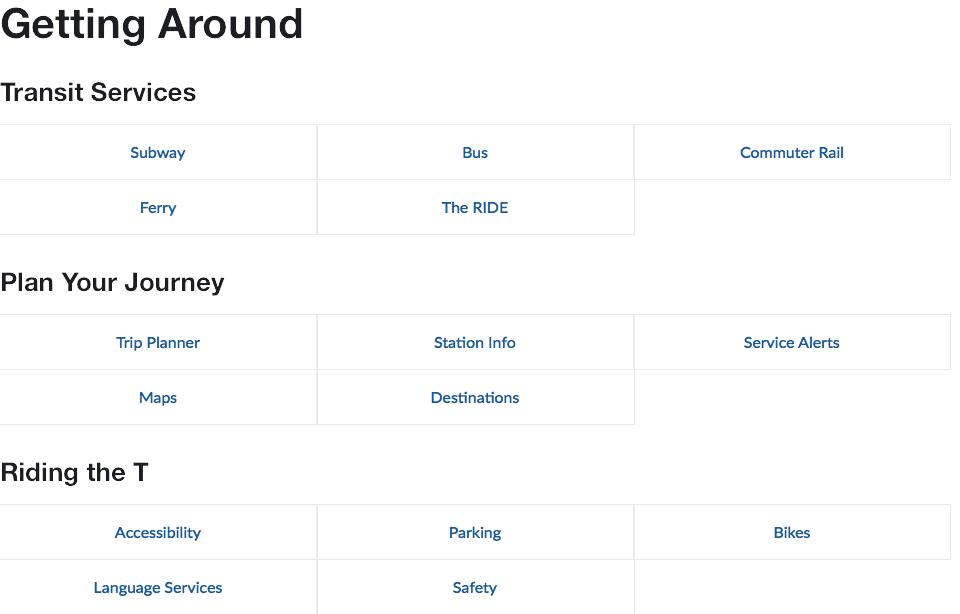 Getting Around
Transit Services
Subway Bus Commuter Rail
Ferry The RIDE
Plan Your Journey
Trip Planner Station Info Service Alerts
Maps Destinations
Riding the T
Accessibility Parking Bikes
Language Services Safety